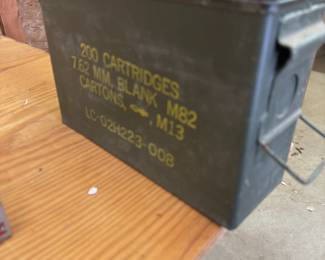 200 CARTRIDGES
7.62 MM. BLANK M82
CARTONS, M13
LC-02H223-008